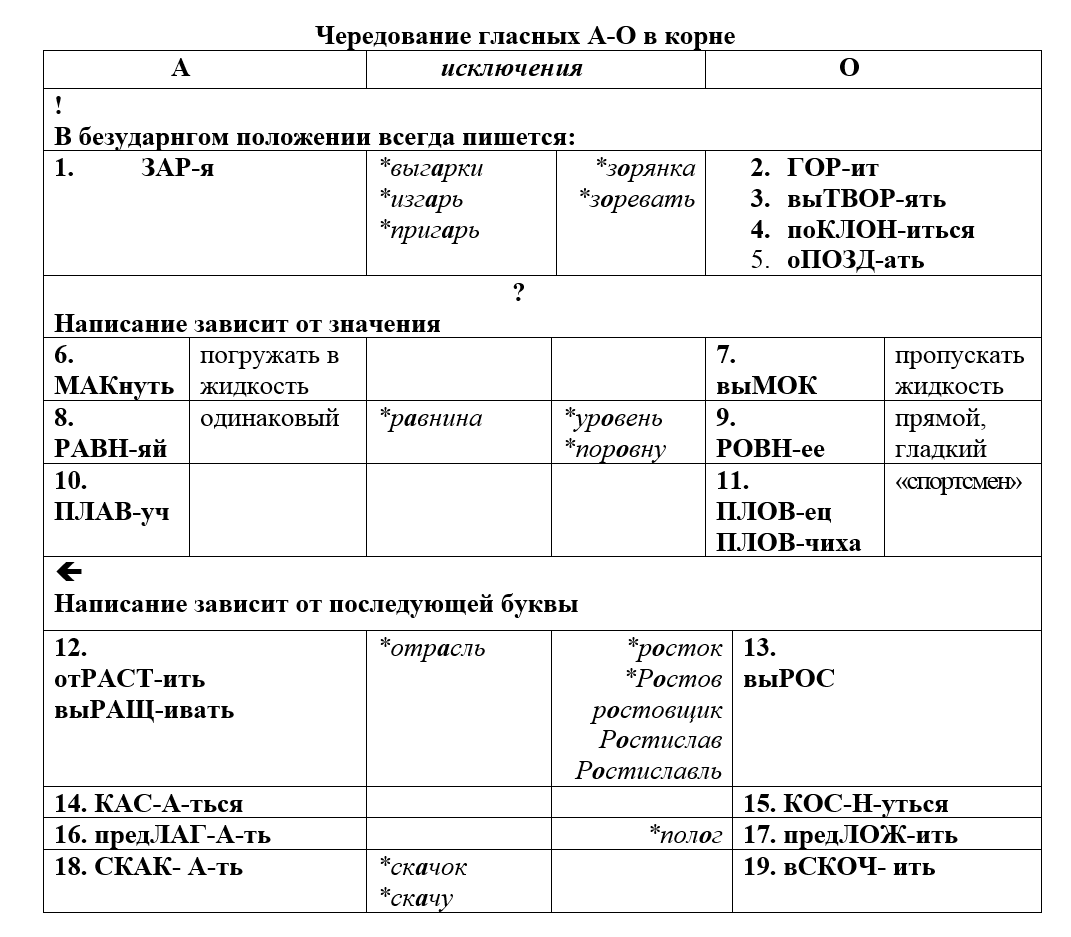 Чередование гласных А-О в корне
А исключения О
!
В безударнгом положении всегда пишется:
1. ЗАР-я *выгарки *зорянка 2. ГОР-ит
*изгарь *зоревать 3. выТВОР-ять
*пригарь 4. поКЛОН-иться
5. оПОЗД-ать
?
Написание зависит от значения
6. погружать в 7. пропускать
МАКнуть жидкость выМОК жидкость
8. одинаковый *равнина *уровень 9. прямой,
РАВН-яй *поровну РОВН-ее гладкий
10. 11. «спортсмен»
ПЛАВ-уч ПЛОВ-ец
ПЛОВ-чиха
←
Написание зависит от последующей буквы
12. *отрасль *росток 13.
отРАСТ-ить *Ростов выРОС
выРАЩ-ивать ростовщик
Ростислав
Ростиславль
14. КАС-А-ться 15. КОС-Н-уться
16. предЛАГ-А-ть *полог 17. предЛОЖ-ить
18. СКАК- А-ть *скачок 19. вСКОЧ- ить
*скачу